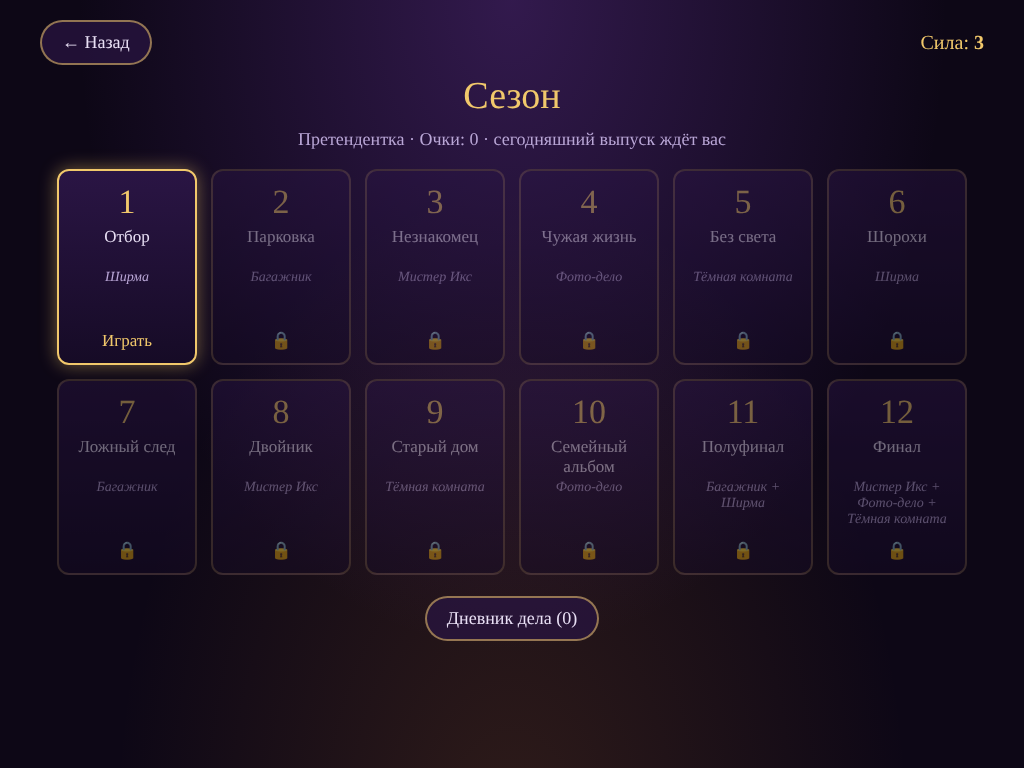 ← Назад
Сила: 3
Сезон
Претендентка · Очки: 0 · сегодняшний выпуск ждёт вас
1
Отбор
Ширма
Играть
2
Парковка
Багажник
3
Незнакомец
Мистер Икс
4
Чужая жизнь
Фото-дело
5
Без света
Тёмная комната
6
Шорохи
Ширма
7
Ложный след
Багажник
8
Двойник
Мистер Икс
9
Старый дом
Тёмная комната
10
Семейный
альбом
Фото-дело
11
Полуфинал
Багажник +
Ширма
12
Финал
Мистер Икс +
Фото-дело +
Тёмная комната
Дневник дела (0)